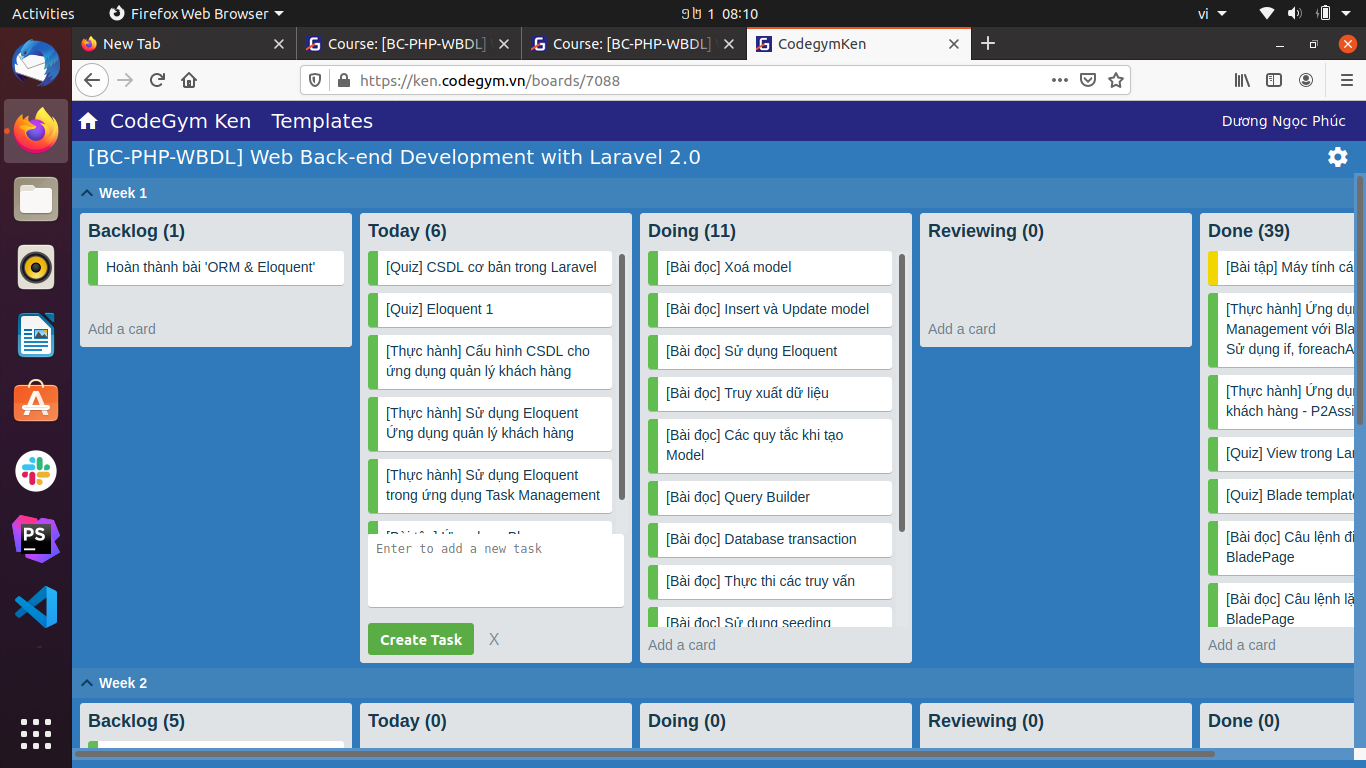 Activities
Firefox Web Browser
1 08:10
vi
New Tab
Course: [BC-PHP-WBDL]
Course: [BC-PHP-WBDL]
CodegymKen
https://ken.codegym.vn/boards/7088
CodeGym Ken
Templates
Dương Ngọc Phúc
[BC-PHP-WBDL] Web Back-end Development with Laravel 2.0
Week 1
Backlog (1)
Hoàn thành bài 'ORM & Eloquent'
Add a card
Today (6)
[Quiz] CSDL cơ bản trong Laravel
[Quiz] Eloquent 1
[Thực hành] Cấu hình CSDL cho
ứng dụng quản lý khách hàng
[Thực hành] Sử dụng Eloquent
Ứng dụng quản lý khách hàng
[Thực hành] Sử dụng Eloquent
trong ứng dụng Task Management
Enter to add a new task
Create Task
X
Doing (11)
[Bài đọc] Xoá model
[Bài đọc] Insert và Update model
[Bài đọc] Sử dụng Eloquent
[Bài đọc] Truy xuất dữ liệu
[Bài đọc] Các quy tắc khi tạo
Model
[Bài đọc] Query Builder
[Bài đọc] Database transaction
[Bài đọc] Thực thi các truy vấn
[Bài đọc] Sử dụng seeding
Add a card
Reviewing (0)
Add a card
Done (39)
[Bài tập] Máy tính cá
[Thực hành] Ứng dụ
Management với Bla
Sử dụng if, foreachA
[Thực hành] Ứng dụ
khách hàng - P2Assi
[Quiz] View trong Lar
[Quiz] Blade template
[Bài đọc] Câu lệnh đi
BladePage
[Bài đọc] Câu lệnh lặ
BladePage
Add a card
Week 2
Backlog (5)
Today (0)
Doing (0)
Reviewing (0)
Done (0)
PS